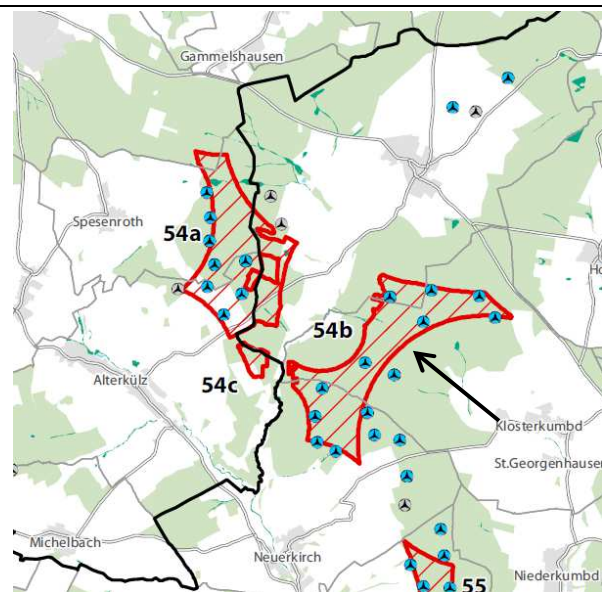 Gammelshausen
Spesenroth
54a
54b
Alterkülz
54c
Klosterkumbd
St.Georgenhausen
Michelbach
Neuerkirch
55
Niederkumbd